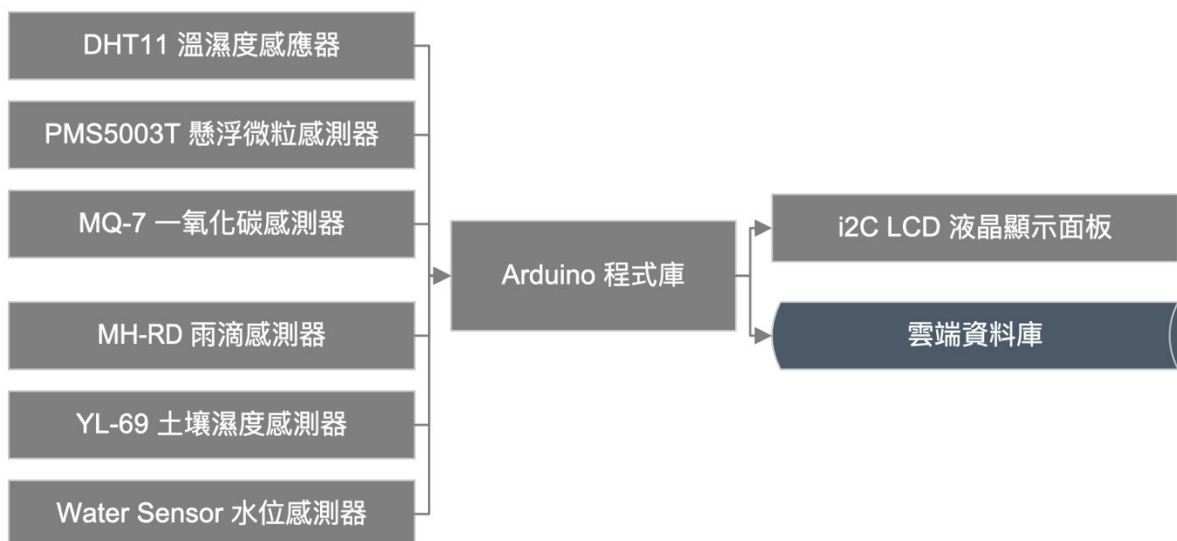 DHT11 溫濕度感應器
PMS5003T 懸浮微粒感測器
MQ-7 一氧化碳感測器
MH-RD 雨滴感測器
YL-69 土壤濕度感測器
Water Sensor 水位感測器
Arduino 程式庫
i2C LCD 液晶顯示面板
雲端資料庫